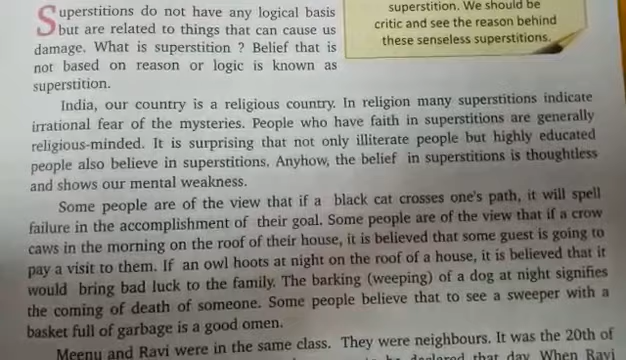 superstition. We should be
critic and see the reason behind
these senseless superstitions.
Superstitions do not have any logical basis
but are related to things that can cause us
damage. What is superstition ? Belief that is
not based on reason or logic is known as
superstition.
India, our country is a religious country. In religion many superstitions indicate
irrational fear of the mysteries. People who have faith in superstitions are generally
religious-minded. It is surprising that not only illiterate people but highly educated
people also believe in superstitions. Anyhow, the belief in superstitions is thoughtless
and shows our mental weakness.
Some people are of the view that if a black cat crosses one's path, it will spell
failure in the accomplishment of their goal. Some people are of the view that if a crow
caws in the morning on the roof of their house, it is believed that some guest is going to
pay a visit to them. If an owl hoots at night on the roof of a house, it is believed that it
would bring bad luck to the family. The barking (weeping) of a dog at night signifies
the coming of death of someone. Some people believe that to see a sweeper with a
basket full of garbage is a good omen.
Meenu and Ravi were in the same class. They were neighbours. It was the 20th of
be declared that day. When Ravi